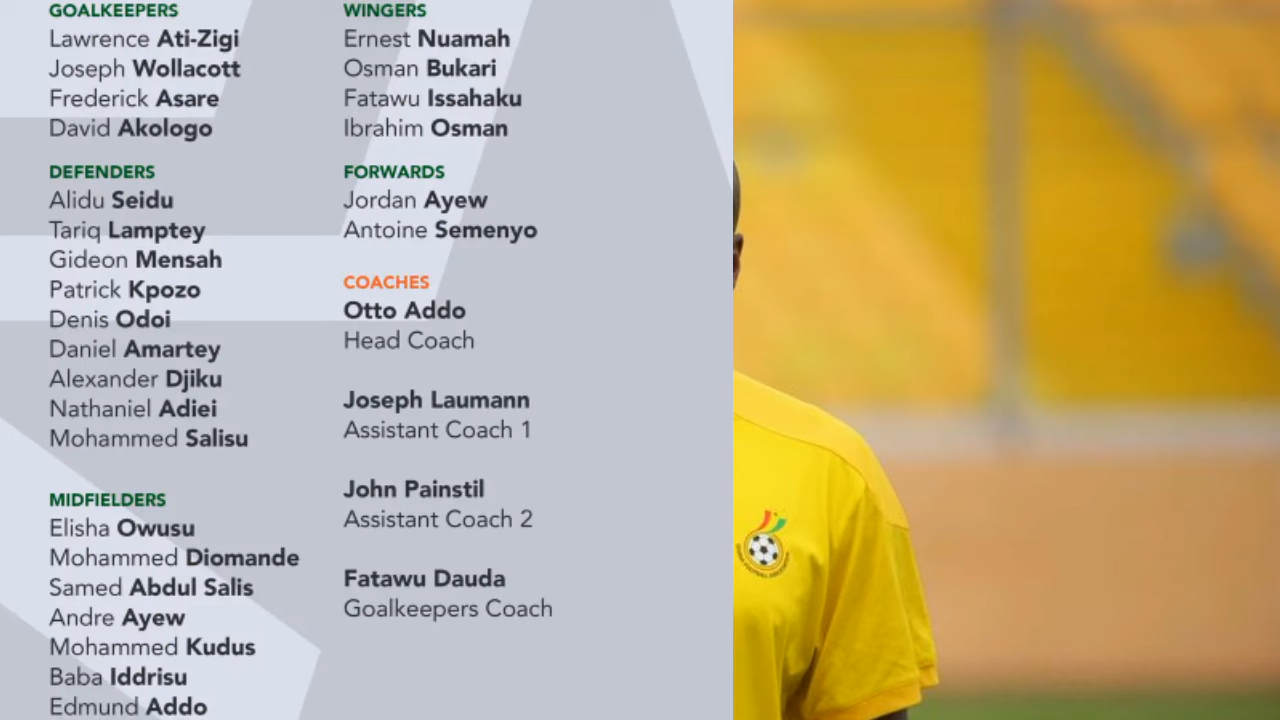 GOALKEEPERS
Lawrence Ati-Zigi
Joseph Wollacott
Frederick Asare
David Akologo
DEFENDERS
Alidu Seidu
Tariq Lamptey
Gideon Mensah
Patrick Kpozo
Denis Odoi
Daniel Amartey
Alexander Djiku
Nathaniel Adiei
Mohammed Salisu
MIDFIELDERS
Elisha Owusu
Mohammed Diomande
Samed Abdul Salis
Andre Ayew
Mohammed Kudus
Baba Iddrisu
Edmund Addo
WINGERS
Ernest Nuamah
Osman Bukari
Fatawu Issahaku
Ibrahim Osman
FORWARDS
Jordan Ayew
Antoine Semenyo
COACHES
Otto Addo
Head Coach
Joseph Laumann
Assistant Coach 1
John Painstil
Assistant Coach 2
Fatawu Dauda
Goalkeepers Coach